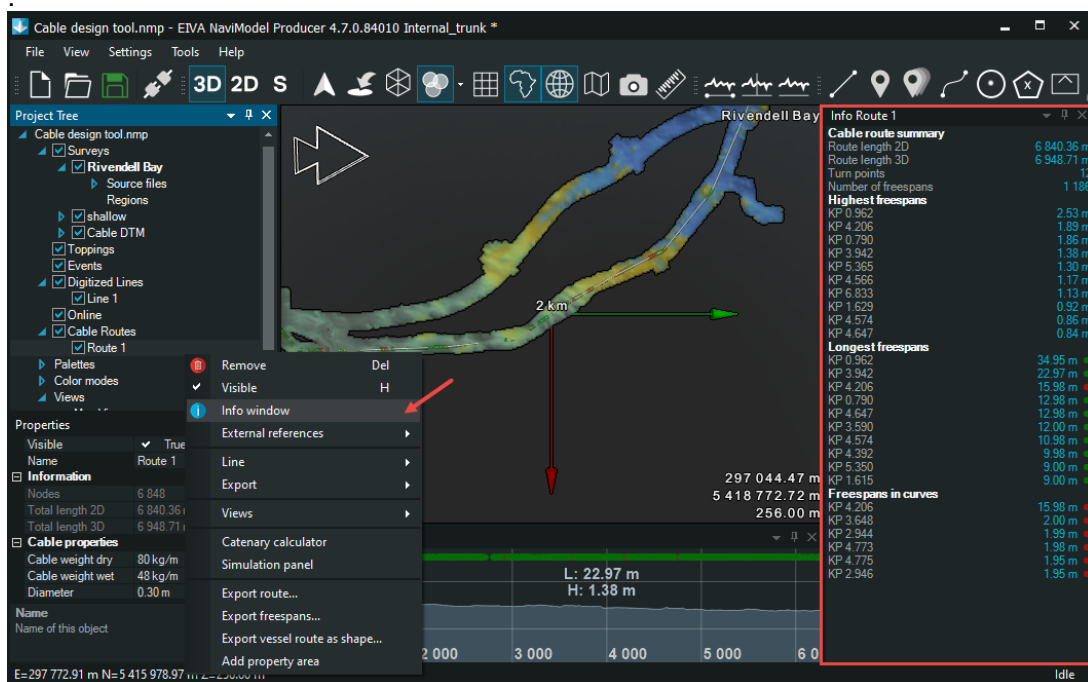 Cable design tool.nmp - EIVA NaviModel Producer 4.7.0.84010 Internal_trunk *
File View Settings Tools Help
3D 2D S
Project Tree
Cable design tool.nmp
Surveys
Rivendell Bay
Source files
Regions
shallow
Cable DTM
Toppings
Events
Digitized Lines
Line 1
Online
Cable Routes
Route 1
Palettes
Color modes
Views
Properties
Visible True
Name Route 1
Information
Nodes 6 848
Total length 2D 6 840.36
Total length 3D 6 948.71
Cable properties
Cable weight dry 80 kg/m
Cable weight wet 48 kg/m
Diameter 0.30 m
Name
Name of this object
Remove Del
Visible H
Info window
External references
Line
Export
Views
Catenary calculator
Simulation panel
Export route...
Export freespans...
Export vessel route as shape...
Add property area
Rivendell Bay
2 km
297 044.47 m
5 418 772.72 m
256.00 m
L: 22.97 m
H: 1.38 m
2 000 3 000 4 000 5 000 6 0
Info Route 1
Cable route summary
Route length 2D 6 840.36 m
Route length 3D 6 948.71 m
Turn points 12
Number of freespans 1 186
Highest freespans
KP 0.962 2.53 m
KP 4.206 1.89 m
KP 0.790 1.86 m
KP 3.942 1.38 m
KP 5.365 1.30 m
KP 4.566 1.17 m
KP 6.833 1.13 m
KP 1.629 0.92 m
KP 4.574 0.86 m
KP 4.647 0.84 m
Longest freespans
KP 0.962 34.95 m
KP 3.942 22.97 m
KP 4.206 15.98 m
KP 0.790 12.98 m
KP 4.647 12.98 m
KP 3.590 12.00 m
KP 4.574 10.98 m
KP 4.392 9.98 m
KP 5.350 9.00 m
KP 1.615 9.00 m
Freespans in curves
KP 4.206 15.98 m
KP 3.648 2.00 m
KP 2.944 1.99 m
KP 4.773 1.98 m
KP 4.775 1.95 m
KP 2.946 1.95 m
E=297 772.91 m N=5 415 978.97 m Z=256.00 m
Idle